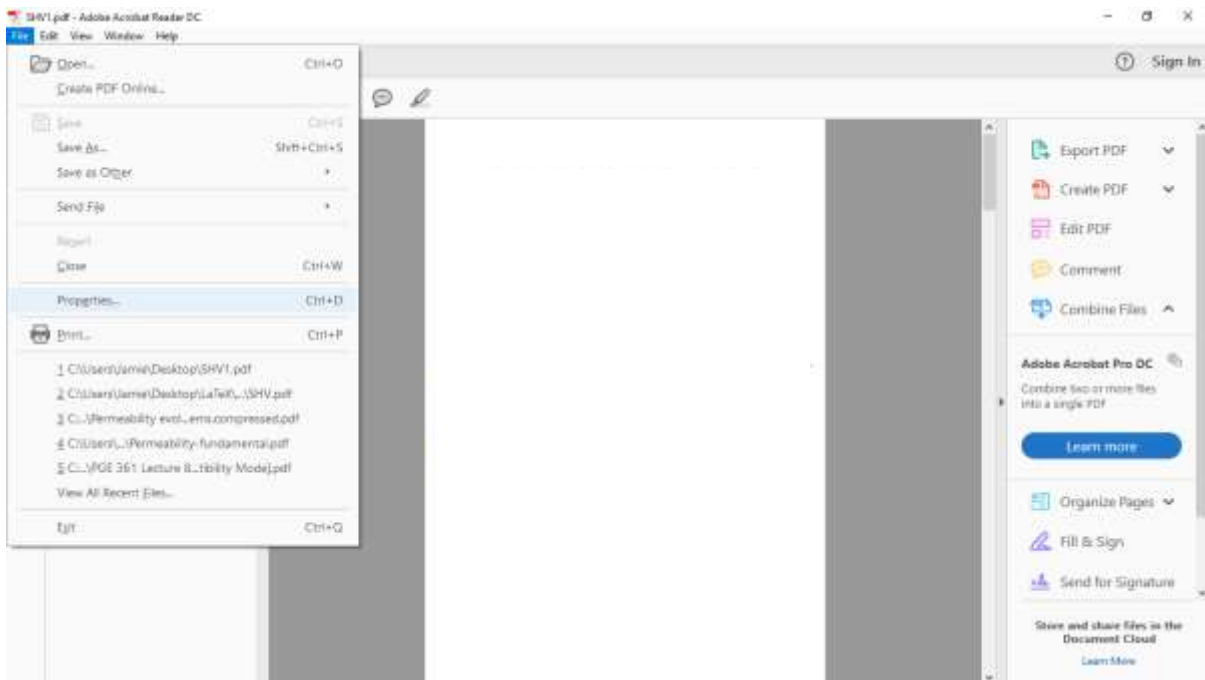 SHV1.pdf - Adobe Acrobat Reader DC
File Edit View Window Help
Open... Ctrl+O
Create PDF Online...
Save Ctrl+S
Save As... Shift+Ctrl+S
Save as Other
Send File
Revert
Close Ctrl+W
Properties... Ctrl+D
Print... Ctrl+P
1 C:\Users\Jamie\Desktop\SHV1.pdf
2 C:\Users\Jamie\Desktop\LaTeX\...\SHV.pdf
3 C:...\Permeability evol...ems.compressed.pdf
4 C:\Users\...\Permeability-fundamental.pdf
5 C:...\PGE 361 Lecture 8...tibility Model.pdf
View All Recent Files...
Exit Ctrl+Q
Sign In
Export PDF
Create PDF
Edit PDF
Comment
Combine Files
Adobe Acrobat Pro DC
Combine two or more files
into a single PDF
Learn more
Organize Pages
Fill & Sign
Send for Signature
Store and share files in the
Document Cloud
Learn More